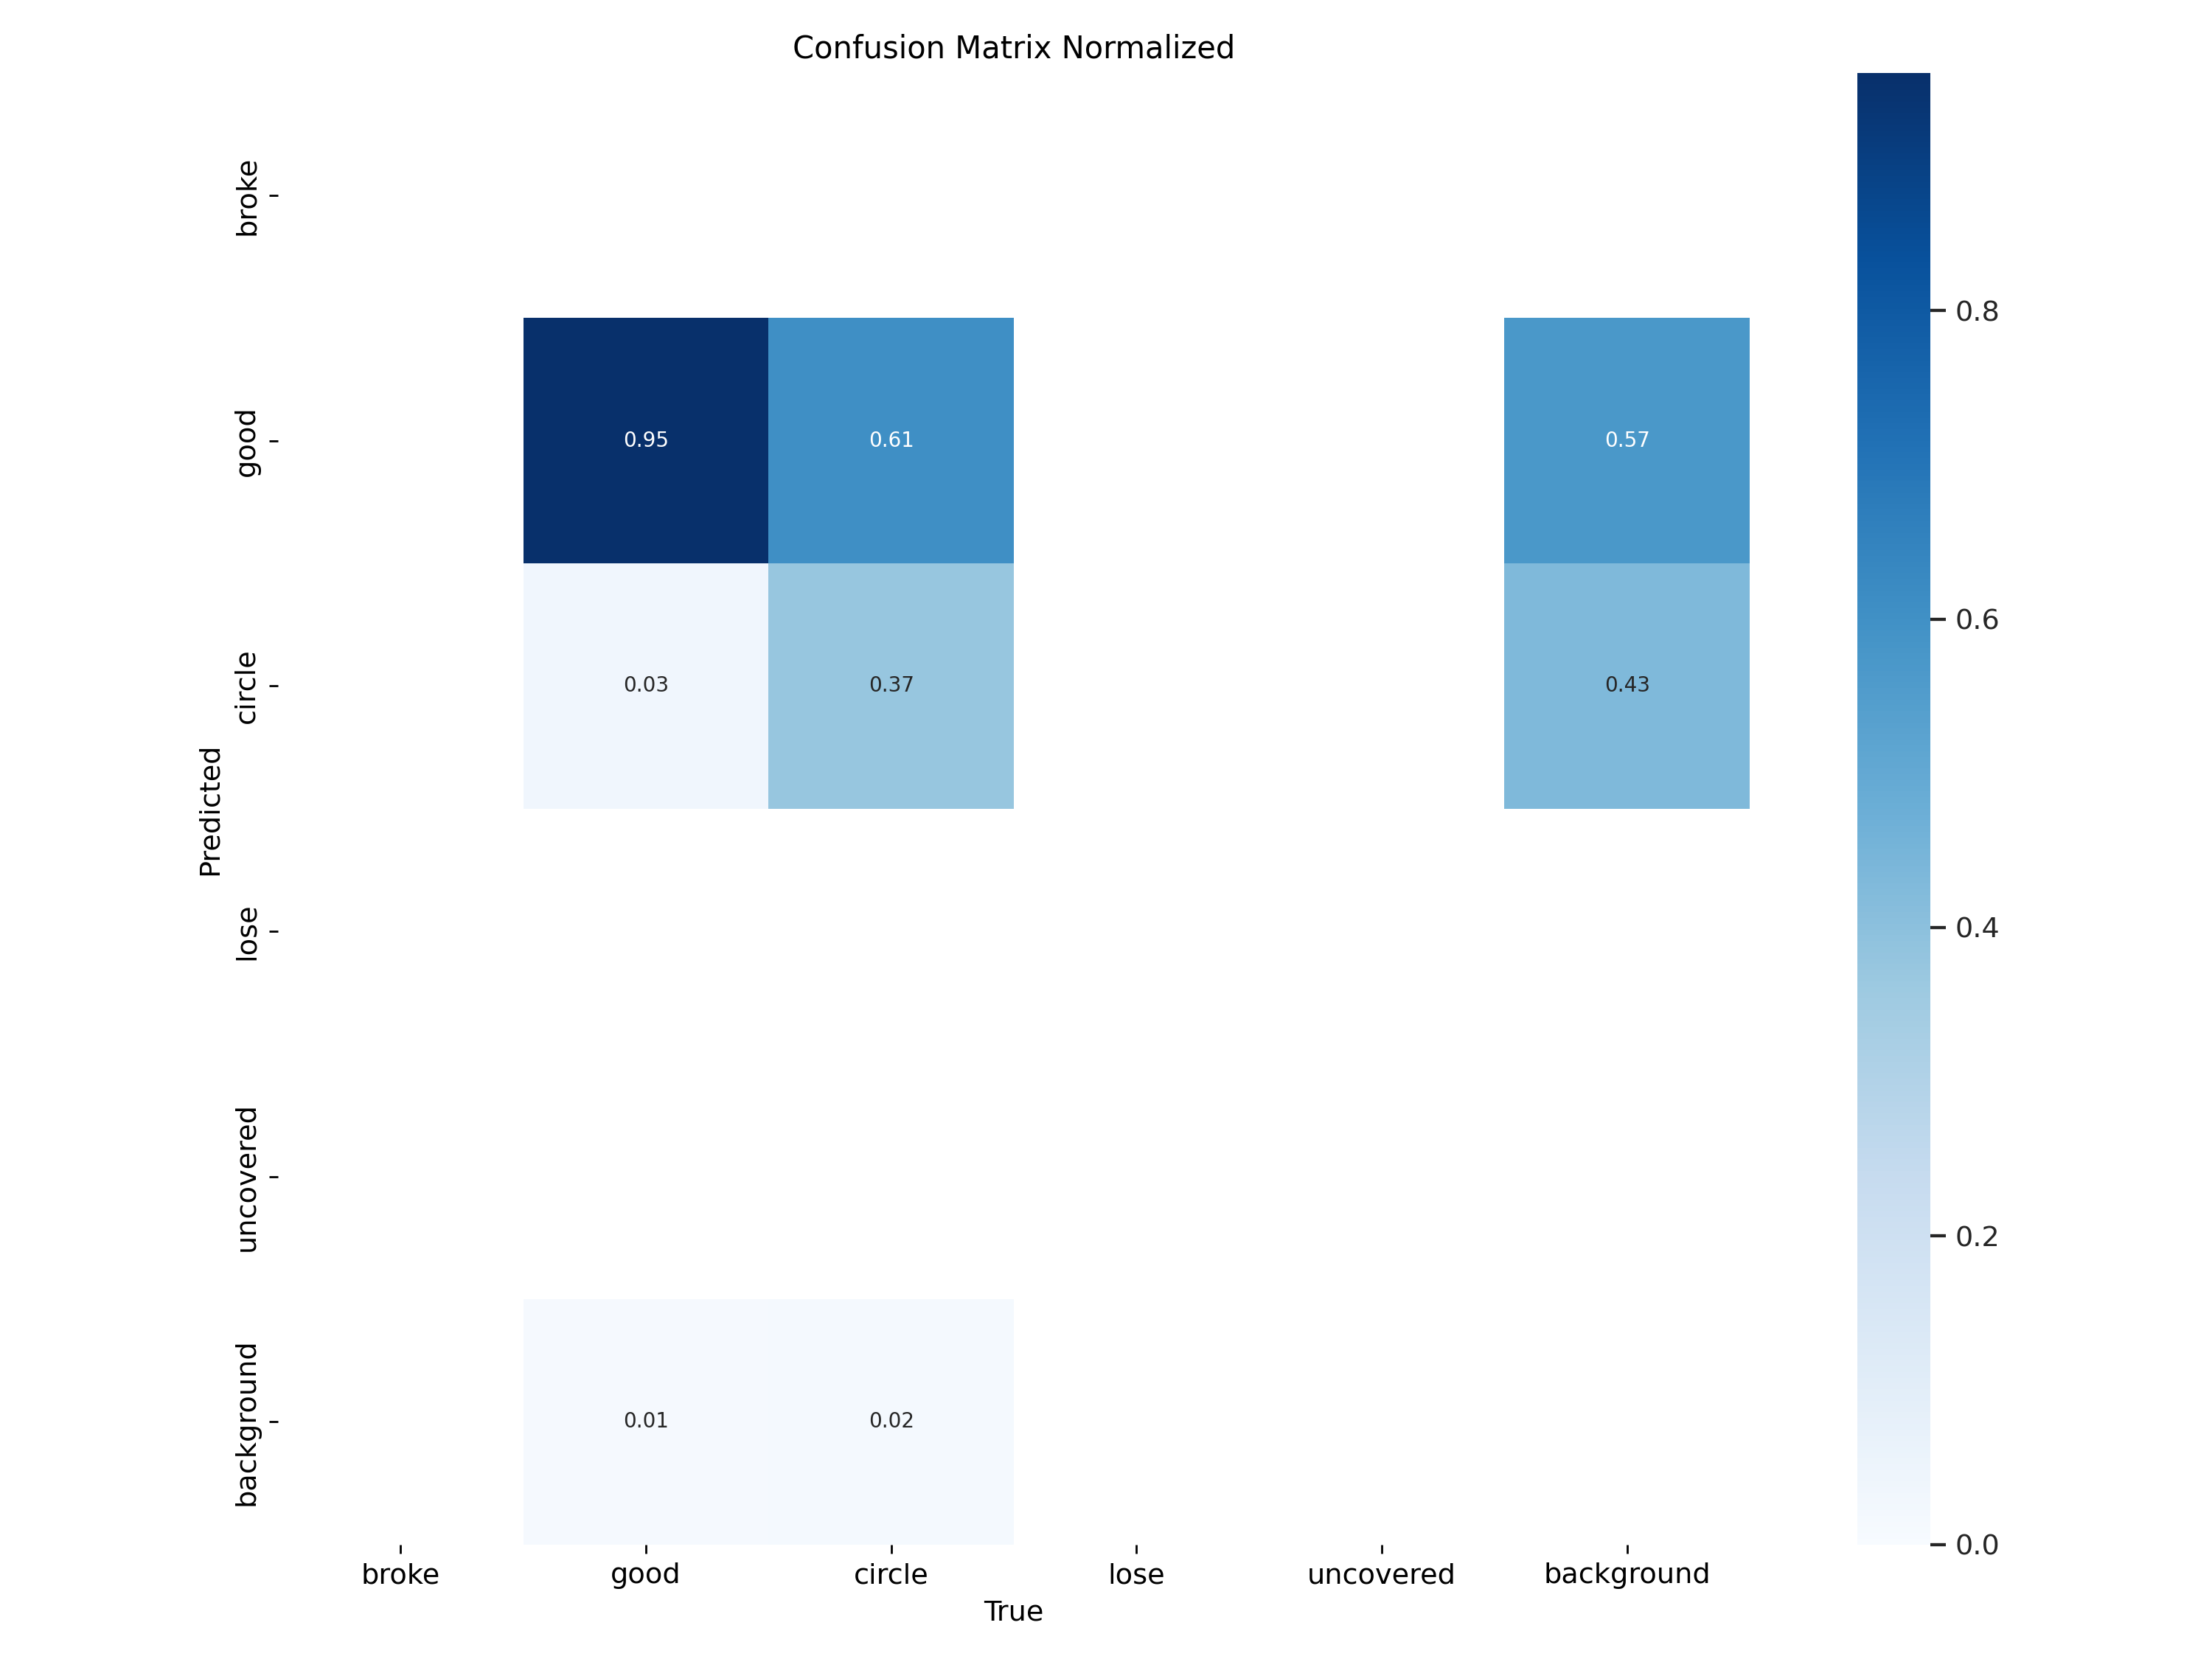 Confusion Matrix Normalized
broke
good
circle
lose
uncovered
background
Predicted
0.95 0.61 0.57
0.03 0.37 0.43
0.01 0.02
broke good circle lose uncovered background
True
0.8
0.6
0.4
0.2
0.0